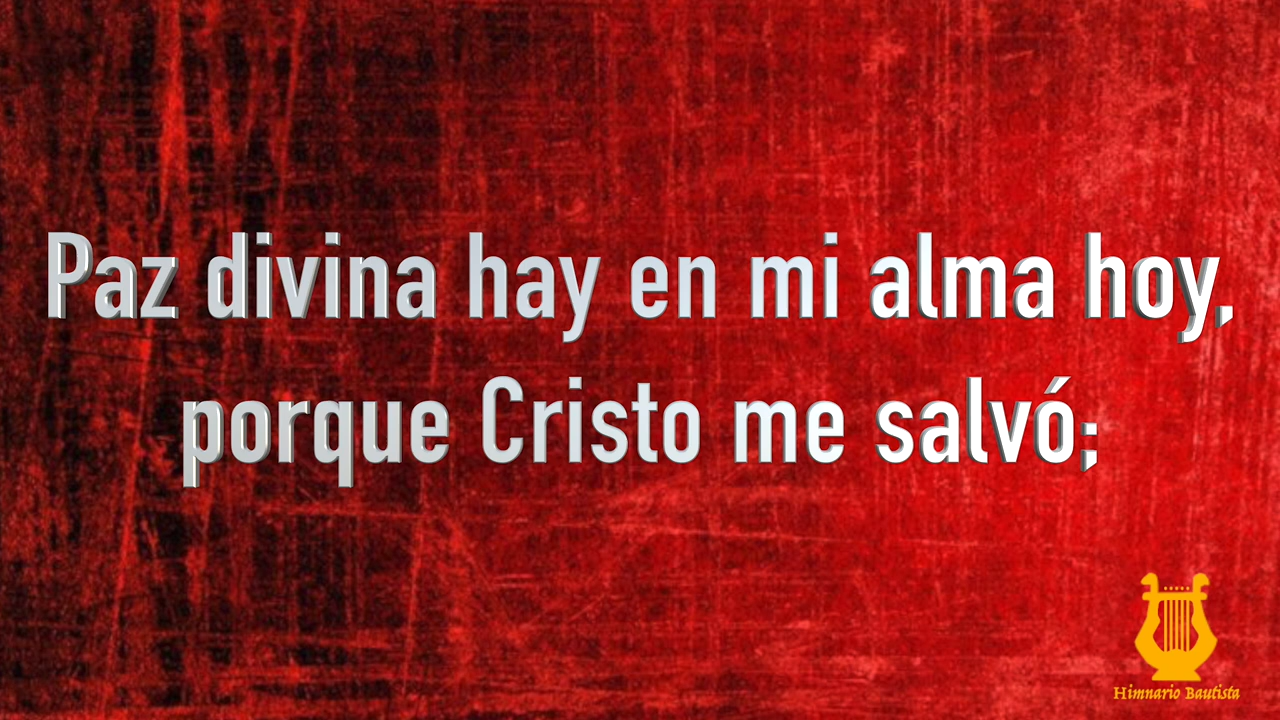 Paz divina hay en mi alma hoy,
porque Cristo me salvó;
Himnario Bautista